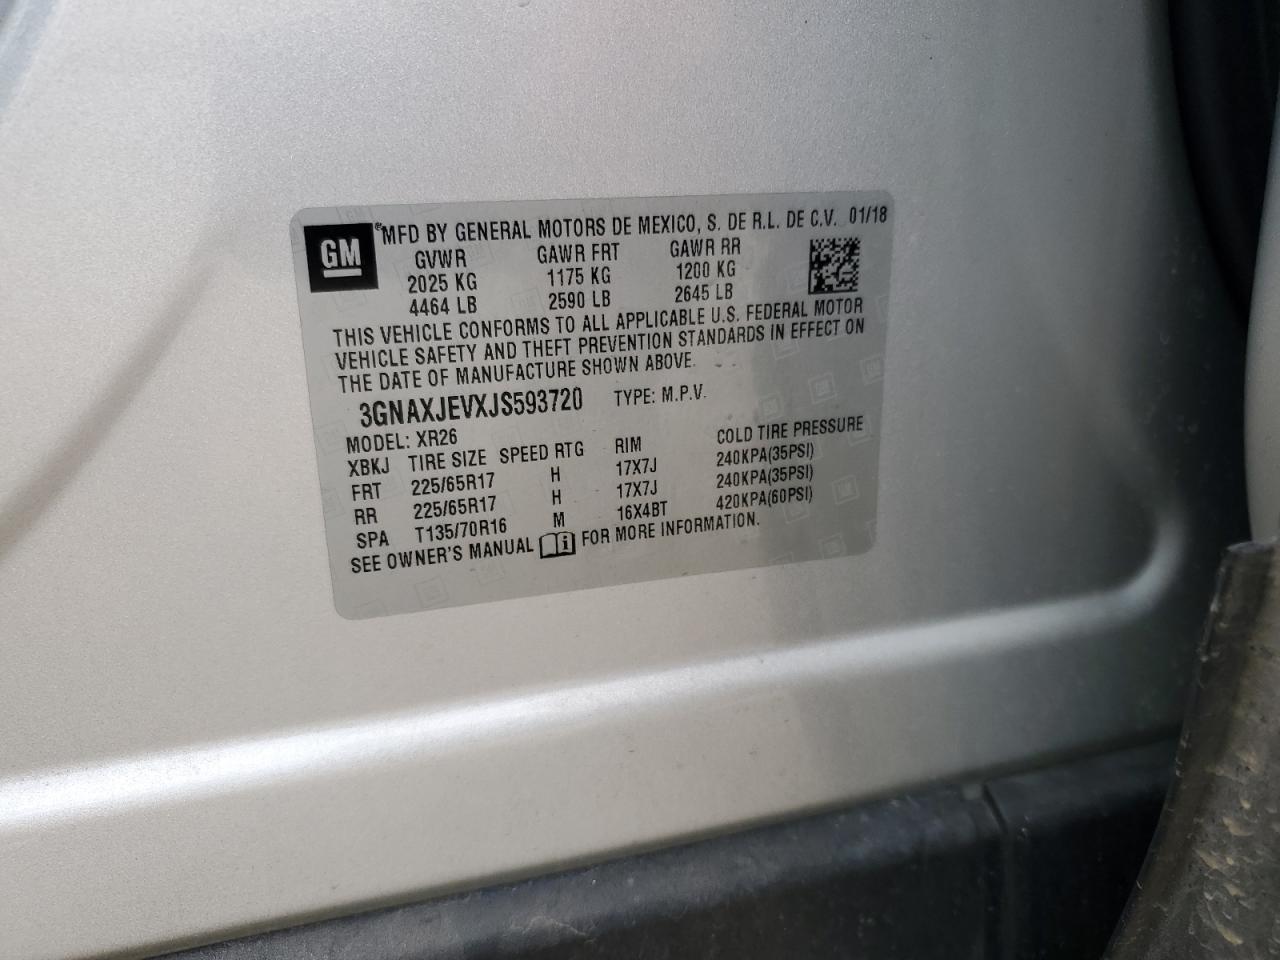 GM
® MFD BY GENERAL MOTORS DE MEXICO, S. DE R.L. DE C.V. 01/18
GVWR GAWR FRT GAWR RR
2025 KG 1175 KG 1200 KG
4464 LB 2590 LB 2645 LB
THIS VEHICLE CONFORMS TO ALL APPLICABLE U.S. FEDERAL MOTOR
VEHICLE SAFETY AND THEFT PREVENTION STANDARDS IN EFFECT ON
THE DATE OF MANUFACTURE SHOWN ABOVE.
3GNAXJEVXJS593720 TYPE: M.P.V.
MODEL: XR26
XBKJ TIRE SIZE SPEED RTG RIM COLD TIRE PRESSURE
FRT 225/65R17 H 17X7J 240KPA(35PSI)
RR 225/65R17 H 17X7J 240KPA(35PSI)
SPA T135/70R16 M 16X4BT 420KPA(60PSI)
SEE OWNER'S MANUAL i FOR MORE INFORMATION.